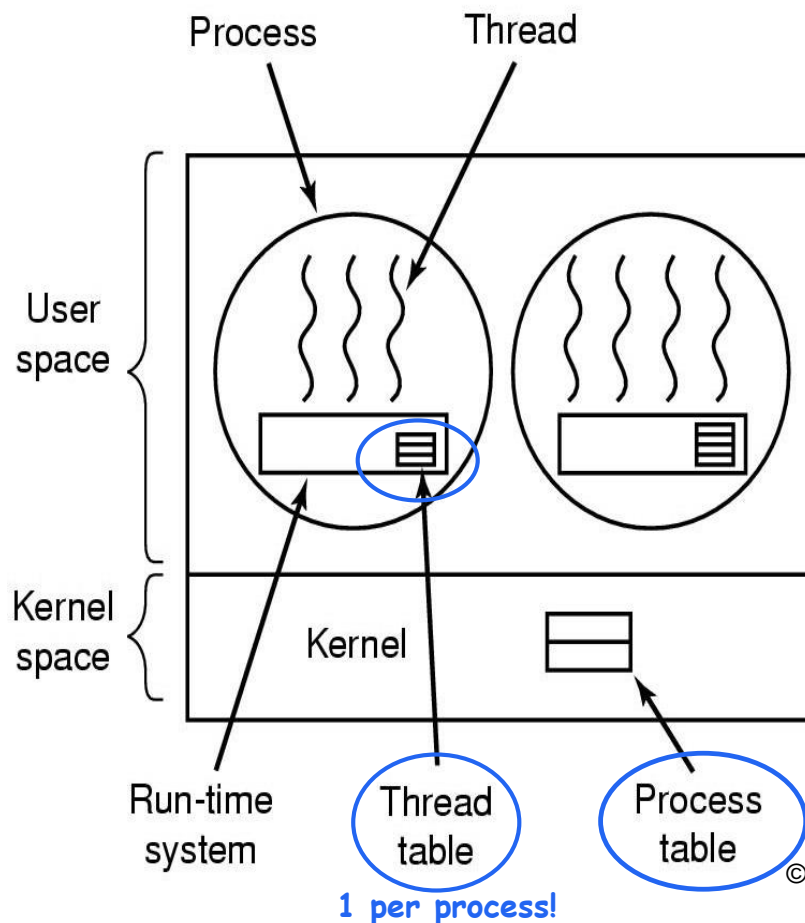 Process
Thread
User
space
Kernel
space
Kernel
Run-time
system
Thread
table
Process
table
©
1 per process!